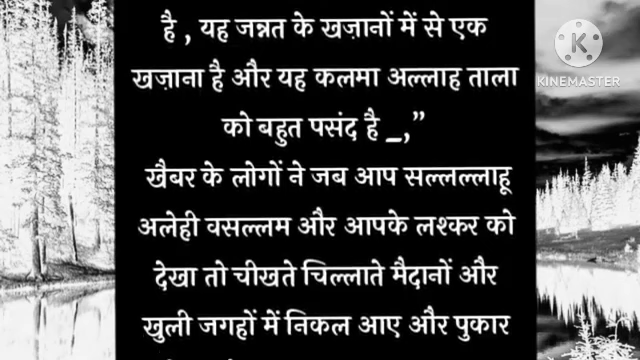 है , यह जन्नत के खज़ानों में से एक
खज़ाना है और यह कलमा अल्लाह ताला
को बहुत पसंद है _,”
खैबर के लोगों ने जब आप सल्लल्लाहू
अलेही वसल्लम और आपके लश्कर को
देखा तो चीखते चिल्लाते मैदानों और
खुली जगहों में निकल आए और पुकार
KINEMASTER